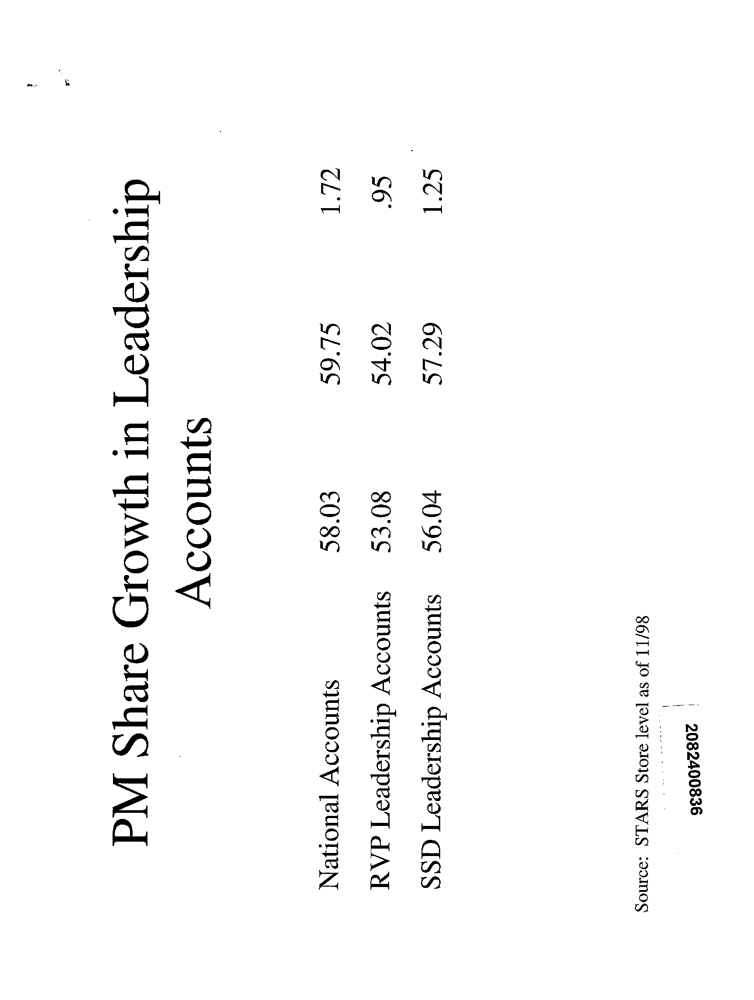 PM Share Growth in Leadership
Accounts
National Accounts 58.03 59.75 1.72
RVP Leadership Accounts 53.08 54.02 .95
SSD Leadership Accounts 56.04 57.29 1.25
Source: STARS Store level as of 11/98
2082400836